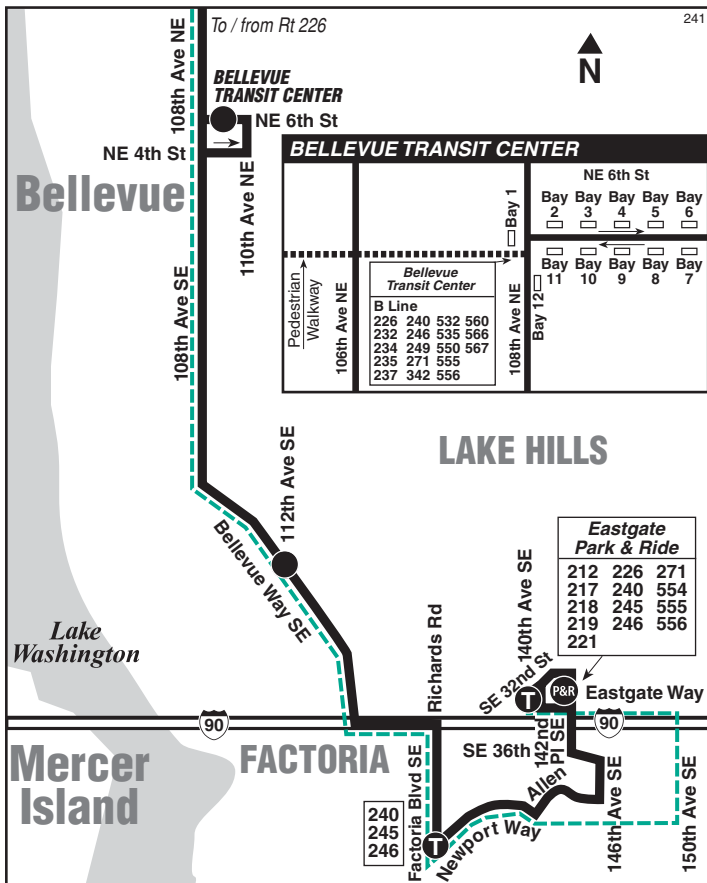 To / from Rt 226
241
108th Ave NE
BELLEVUE
TRANSIT CENTER
NE 6th St
NE 4th St
110th Ave NE
N
Bellevue
108th Ave SE
BELLEVUE TRANSIT CENTER
NE 6th St
Bay 1
Bay
2
Bay
3
Bay
4
Bay
5
Bay
6
Bay
11
Bay
10
Bay
9
Bay
8
Bay
7
Bay 12
Pedestrian
Walkway
106th Ave NE
108th Ave NE
Bellevue
Transit Center
B Line
226 240 532 560
232 246 535 566
234 249 550 567
235 271 555
237 342 556
LAKE HILLS
112th Ave SE
Bellevue Way SE
Eastgate
Park & Ride
212 226 271
217 240 554
218 245 555
219 246 556
221
Lake
Washington
Richards Rd
140th Ave SE
SE 32nd St
T
P&R
Eastgate Way
90
90
Mercer
Island
FACTORIA
SE 36th
142nd
Pl SE
Allen
Newport Way
Factoria Blvd SE
146th Ave SE
150th Ave SE
240
245
246
T